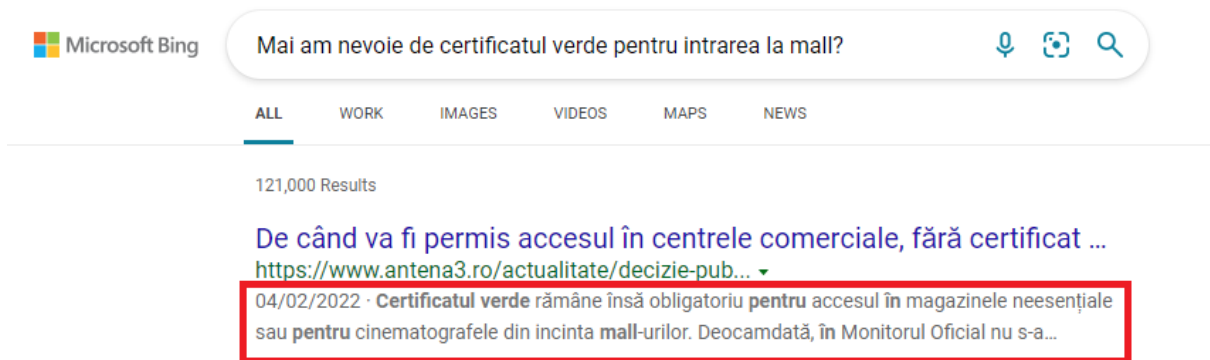 Microsoft Bing
Mai am nevoie de certificatul verde pentru intrarea la mall?
ALL WORK IMAGES VIDEOS MAPS NEWS
121,000 Results
De când va fi permis accesul în centrele comerciale, fără certificat ...
https://www.antena3.ro/actualitate/decizie-pub...
04/02/2022 · Certificatul verde rămâne însă obligatoriu pentru accesul în magazinele neesențiale
sau pentru cinematografele din incinta mall-urilor. Deocamdată, în Monitorul Oficial nu s-a...